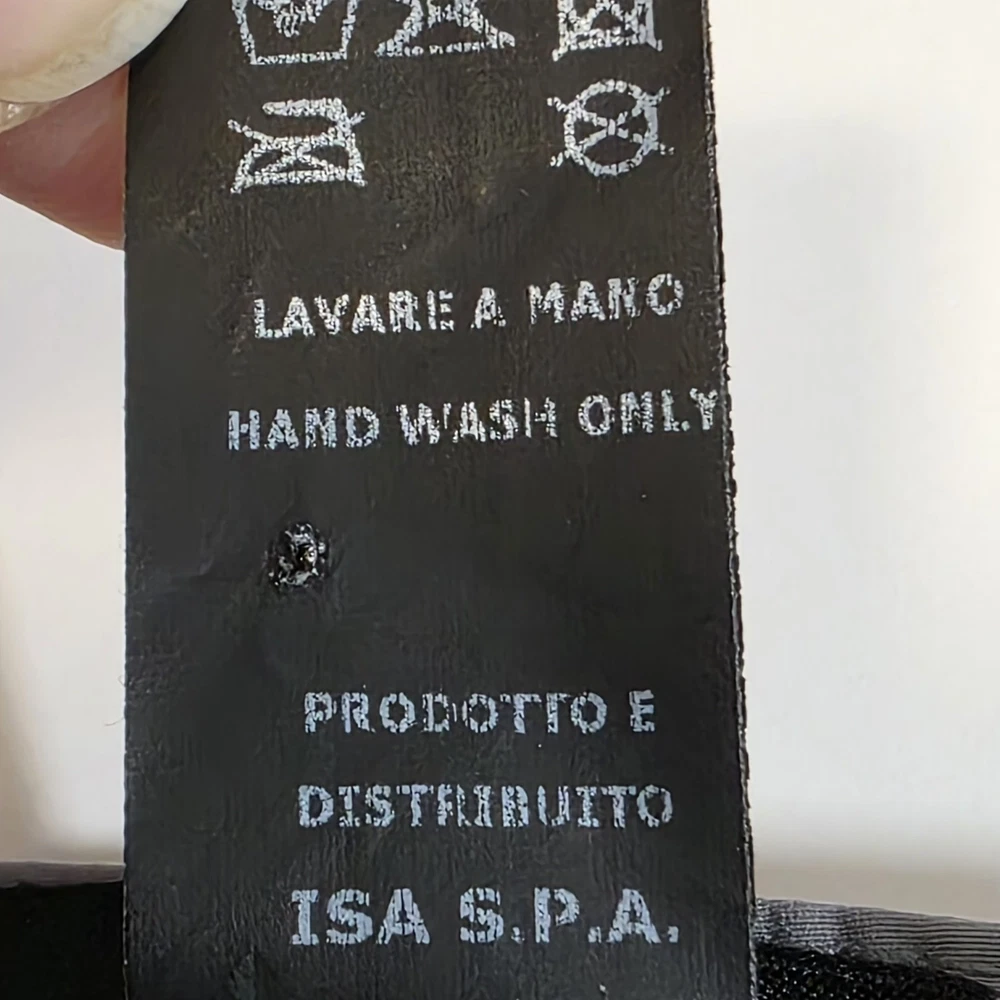 LAVARE A MANO
HAND WASH ONLY
PRODOTTO E
DISTRIBUITO
ISA S.P.A.